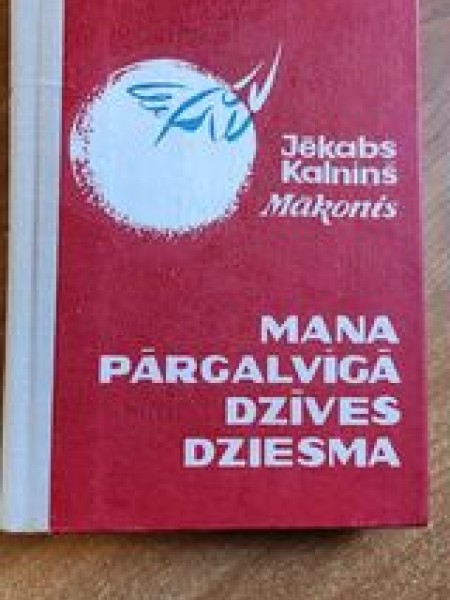 Jēkabs
Kalniņš
Mākonis
MANA
PĀRGALVĪGĀ
DZĪVES
DZIESMA